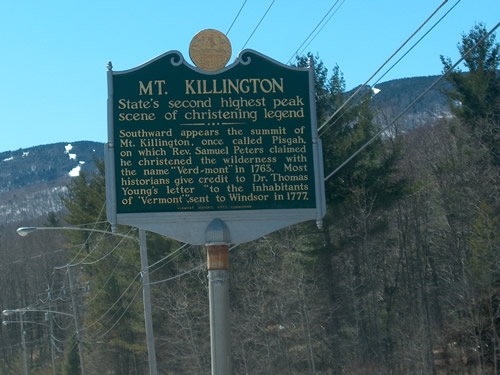 MT. KILLINGTON
State's second highest peak
scene of christening legend
Southward appears the summit of
Mt. Killington, once called Pisgah,
on which Rev. Samuel Peters claimed
he christened the wilderness with
the name "Verd-mont" in 1763. Most
historians give credit to Dr. Thomas
Young's letter "to the inhabitants
of 'Vermont'", sent to Windsor in 1777.